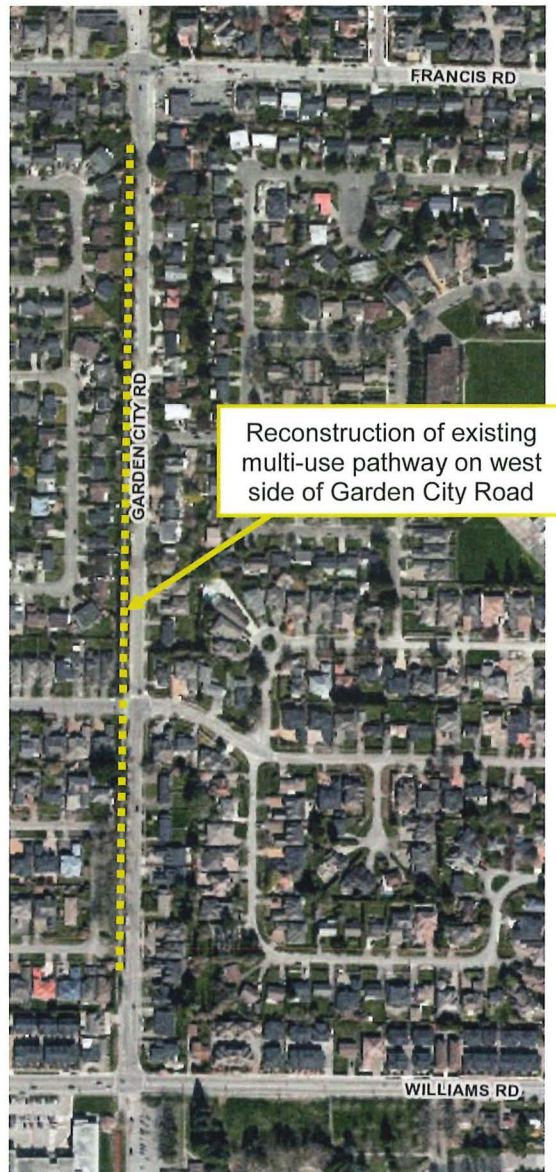 FRANCIS RD
GARDEN CITY RD
Reconstruction of existing
multi-use pathway on west
side of Garden City Road
WILLIAMS RD